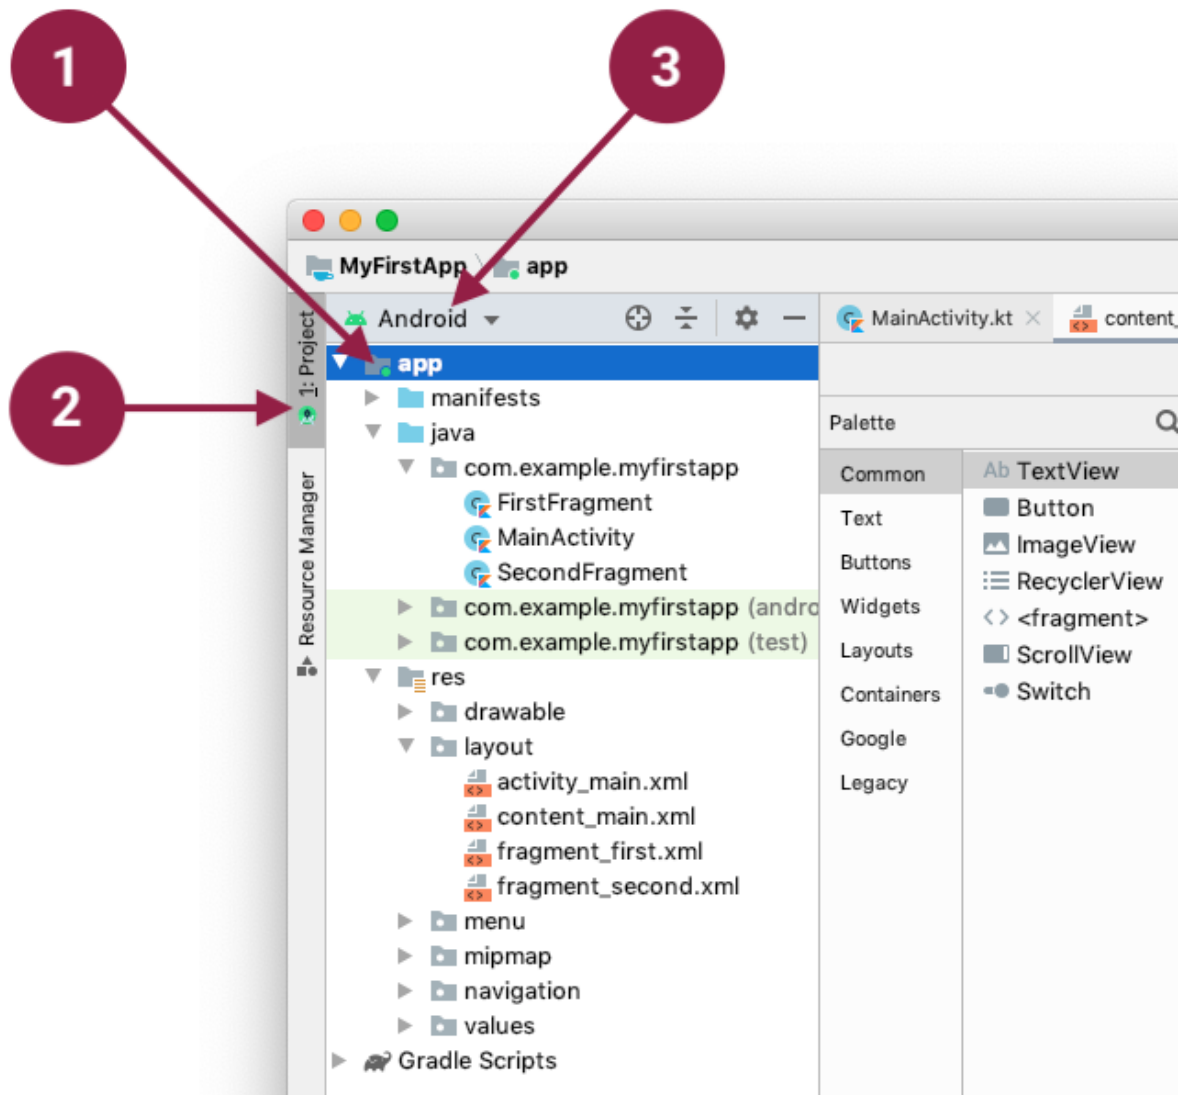 1
3
MyFirstApp app
Android
MainActivity.kt content_
1: Project
2
Resource Manager
app
manifests
java
com.example.myfirstapp
FirstFragment
MainActivity
SecondFragment
com.example.myfirstapp (andro
com.example.myfirstapp (test)
res
drawable
layout
activity_main.xml
content_main.xml
fragment_first.xml
fragment_second.xml
menu
mipmap
navigation
values
Gradle Scripts
Palette
Common
Text
Buttons
Widgets
Layouts
Containers
Google
Legacy
Ab TextView
Button
ImageView
RecyclerView
<> <fragment>
ScrollView
Switch